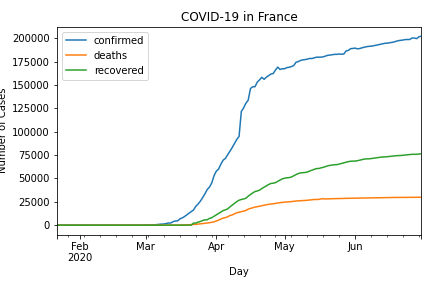 COVID-19 in France
confirmed
deaths
recovered
200000
175000
150000
125000
100000
75000
50000
25000
0
Number of Cases
Feb Mar Apr May Jun
2020
Day